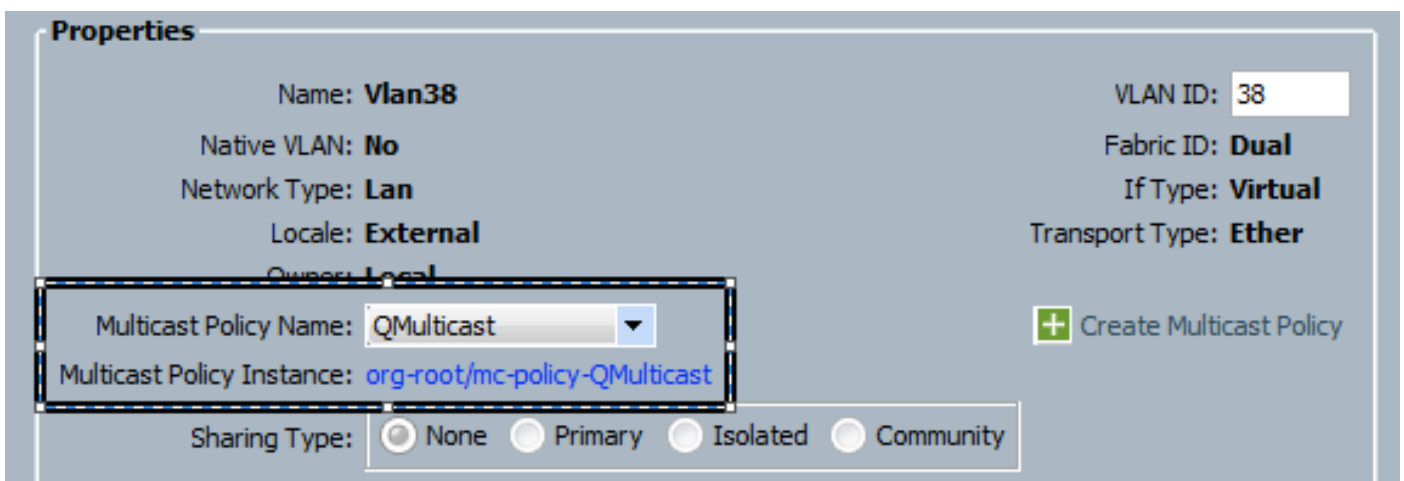 Properties
Name: Vlan38
VLAN ID: 38
Native VLAN: No
Fabric ID: Dual
Network Type: Lan
If Type: Virtual
Locale: External
Transport Type: Ether
Owner: Local
Multicast Policy Name: QMulticast
Create Multicast Policy
Multicast Policy Instance: org-root/mc-policy-QMulticast
Sharing Type: None Primary Isolated Community